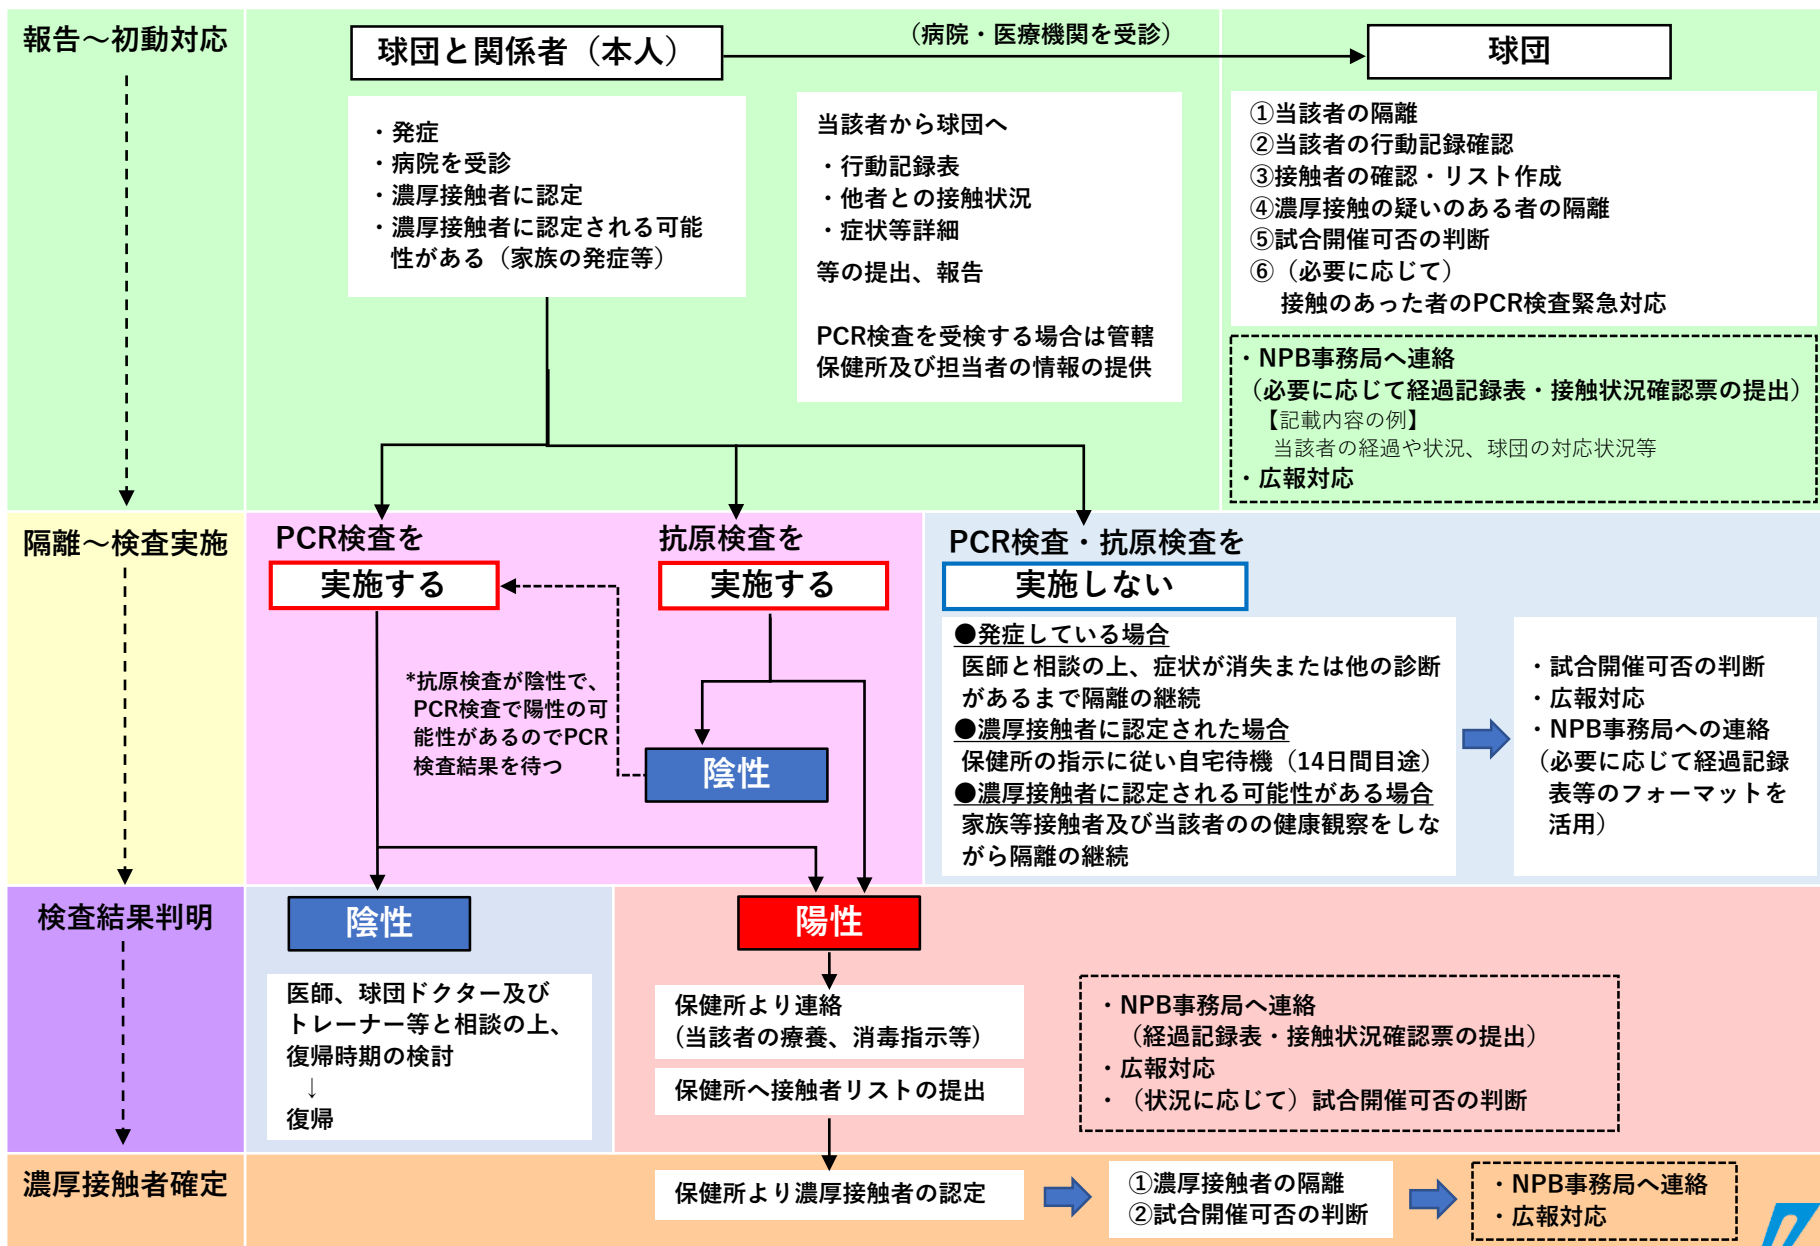 報告～初動対応
球団と関係者（本人）
（病院・医療機関を受診）
球団
・発症
・病院を受診
・濃厚接触者に認定
・濃厚接触者に認定される可能
性がある（家族の発症等）
当該者から球団へ
・行動記録表
・他者との接触状況
・症状等詳細
等の提出、報告
PCR検査を受検する場合は管轄
保健所及び担当者の情報の提供
①当該者の隔離
②当該者の行動記録確認
③接触者の確認・リスト作成
④濃厚接触の疑いのある者の隔離
⑤試合開催可否の判断
⑥（必要に応じて）
接触のあった者のPCR検査緊急対応
・NPB事務局へ連絡
（必要に応じて経過記録表・接触状況確認票の提出）
【記載内容の例】
当該者の経過や状況、球団の対応状況等
・広報対応
隔離～検査実施
PCR検査を
実施する
抗原検査を
実施する
PCR検査・抗原検査を
実施しない
*抗原検査が陰性で、
PCR検査で陽性の可
能性があるのでPCR
検査結果を待つ
陰性
●発症している場合
医師と相談の上、症状が消失または他の診断
があるまで隔離の継続
●濃厚接触者に認定された場合
保健所の指示に従い自宅待機（14日間目途）
●濃厚接触者に認定される可能性がある場合
家族等接触者及び当該者のの健康観察をしな
がら隔離の継続
・試合開催可否の判断
・広報対応
・NPB事務局への連絡
（必要に応じて経過記録
表等のフォーマットを
活用）
検査結果判明
陰性
医師、球団ドクター及び
トレーナー等と相談の上、
復帰時期の検討
↓
復帰
陽性
保健所より連絡
(当該者の療養、消毒指示等）
保健所へ接触者リストの提出
・NPB事務局へ連絡
（経過記録表・接触状況確認票の提出）
・広報対応
・（状況に応じて）試合開催可否の判断
濃厚接触者確定
保健所より濃厚接触者の認定
①濃厚接触者の隔離
②試合開催可否の判断
・NPB事務局へ連絡
・広報対応